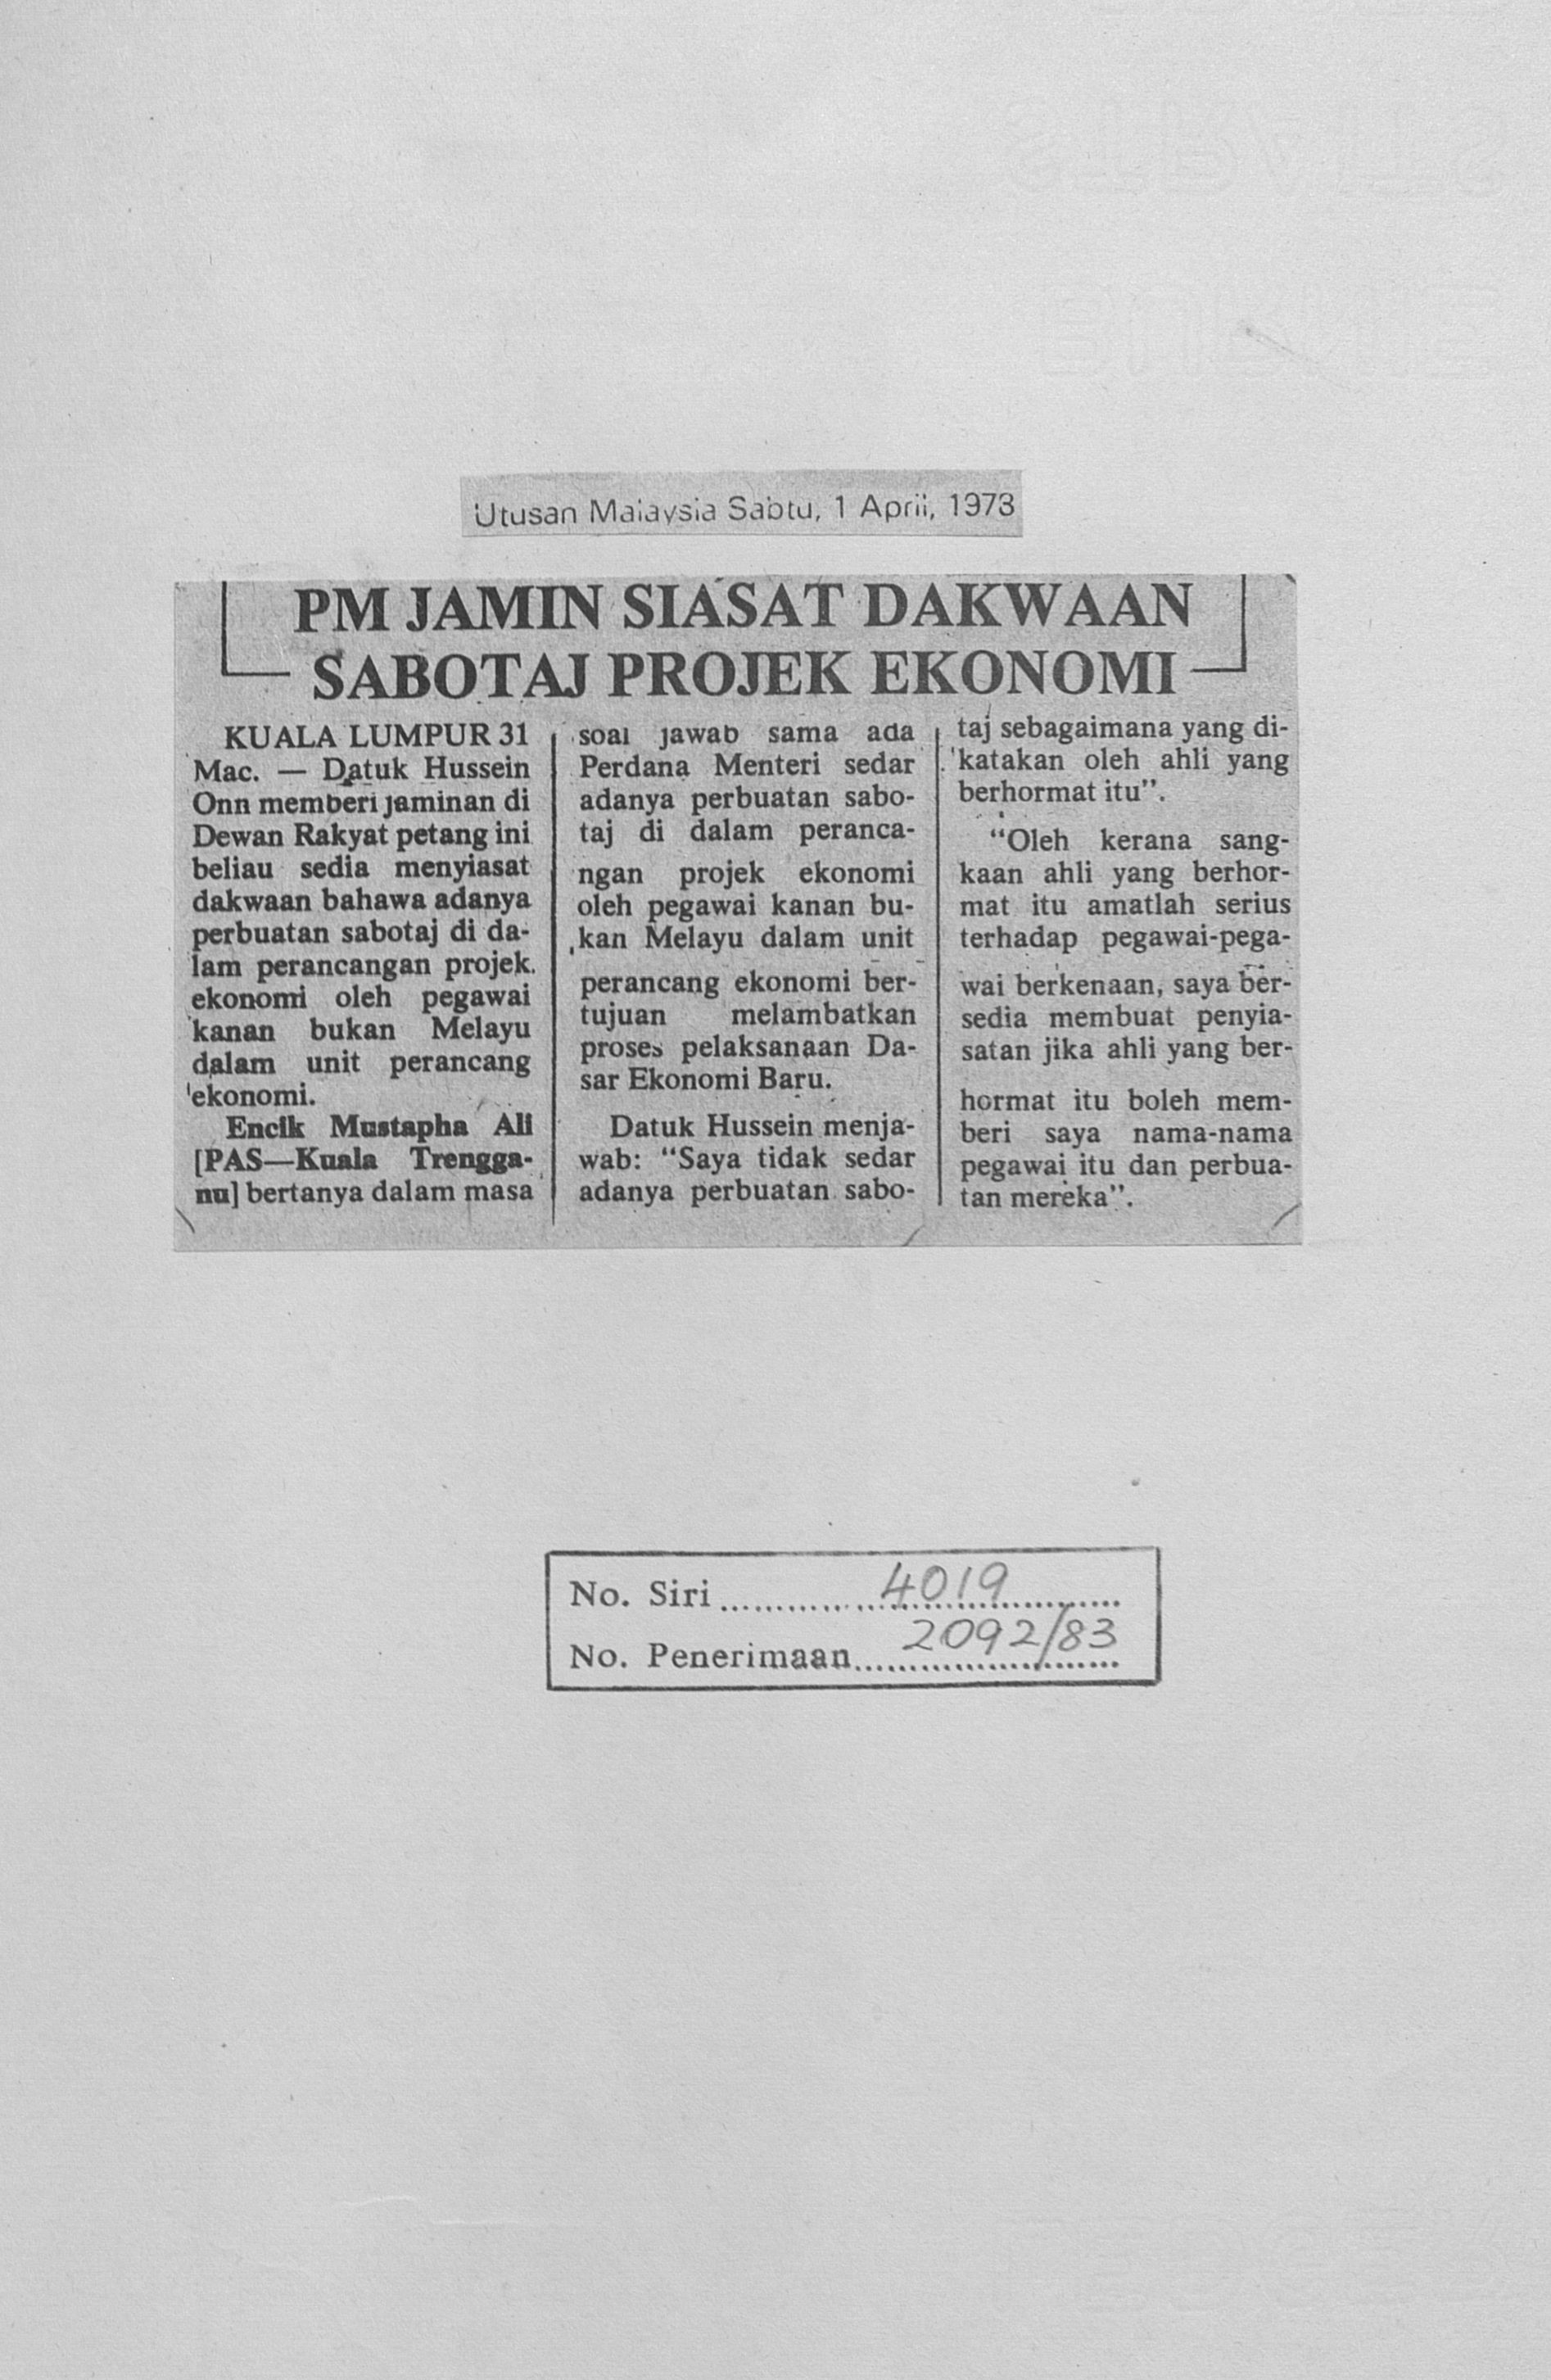 Utusan Malaysia Sabtu, 1 April, 1978
PM JAMIN SIASAT DAKWAAN
SABOTAJ PROJEK EKONOMI
KUALA LUMPUR 31
Mac. — Datuk Hussein
Onn memberi jaminan di
Dewan Rakyat petang ini
beliau sedia menyiasat
dakwaan bahawa adanya
perbuatan sabotaj di da-
lam perancangan projek
ekonomi oleh pegawai
kanan bukan Melayu
dalam unit perancang
ekonomi.
Encik Mustapha Ali
[PAS—Kuala Trengga-
nu] bertanya dalam masa
soal jawab sama ada
Perdana Menteri sedar
adanya perbuatan sabo-
taj di dalam peranca-
ngan projek ekonomi
oleh pegawai kanan bu-
kan Melayu dalam unit
perancang ekonomi ber-
tujuan melambatkan
proses pelaksanaan Da-
sar Ekonomi Baru.
Datuk Hussein menja-
wab: “Saya tidak sedar
adanya perbuatan sabo-
taj sebagaimana yang di-
katakan oleh ahli yang
berhormat itu”.
“Oleh kerana sang-
kaan ahli yang berhor-
mat itu amatlah serius
terhadap pegawai-pega-
wai berkenaan, saya ber-
sedia membuat penyia-
satan jika ahli yang ber-
hormat itu boleh mem-
beri saya nama-nama
pegawai itu dan perbua-
tan mereka”.
No. Siri 4019
No. Penerimaan 2092/83